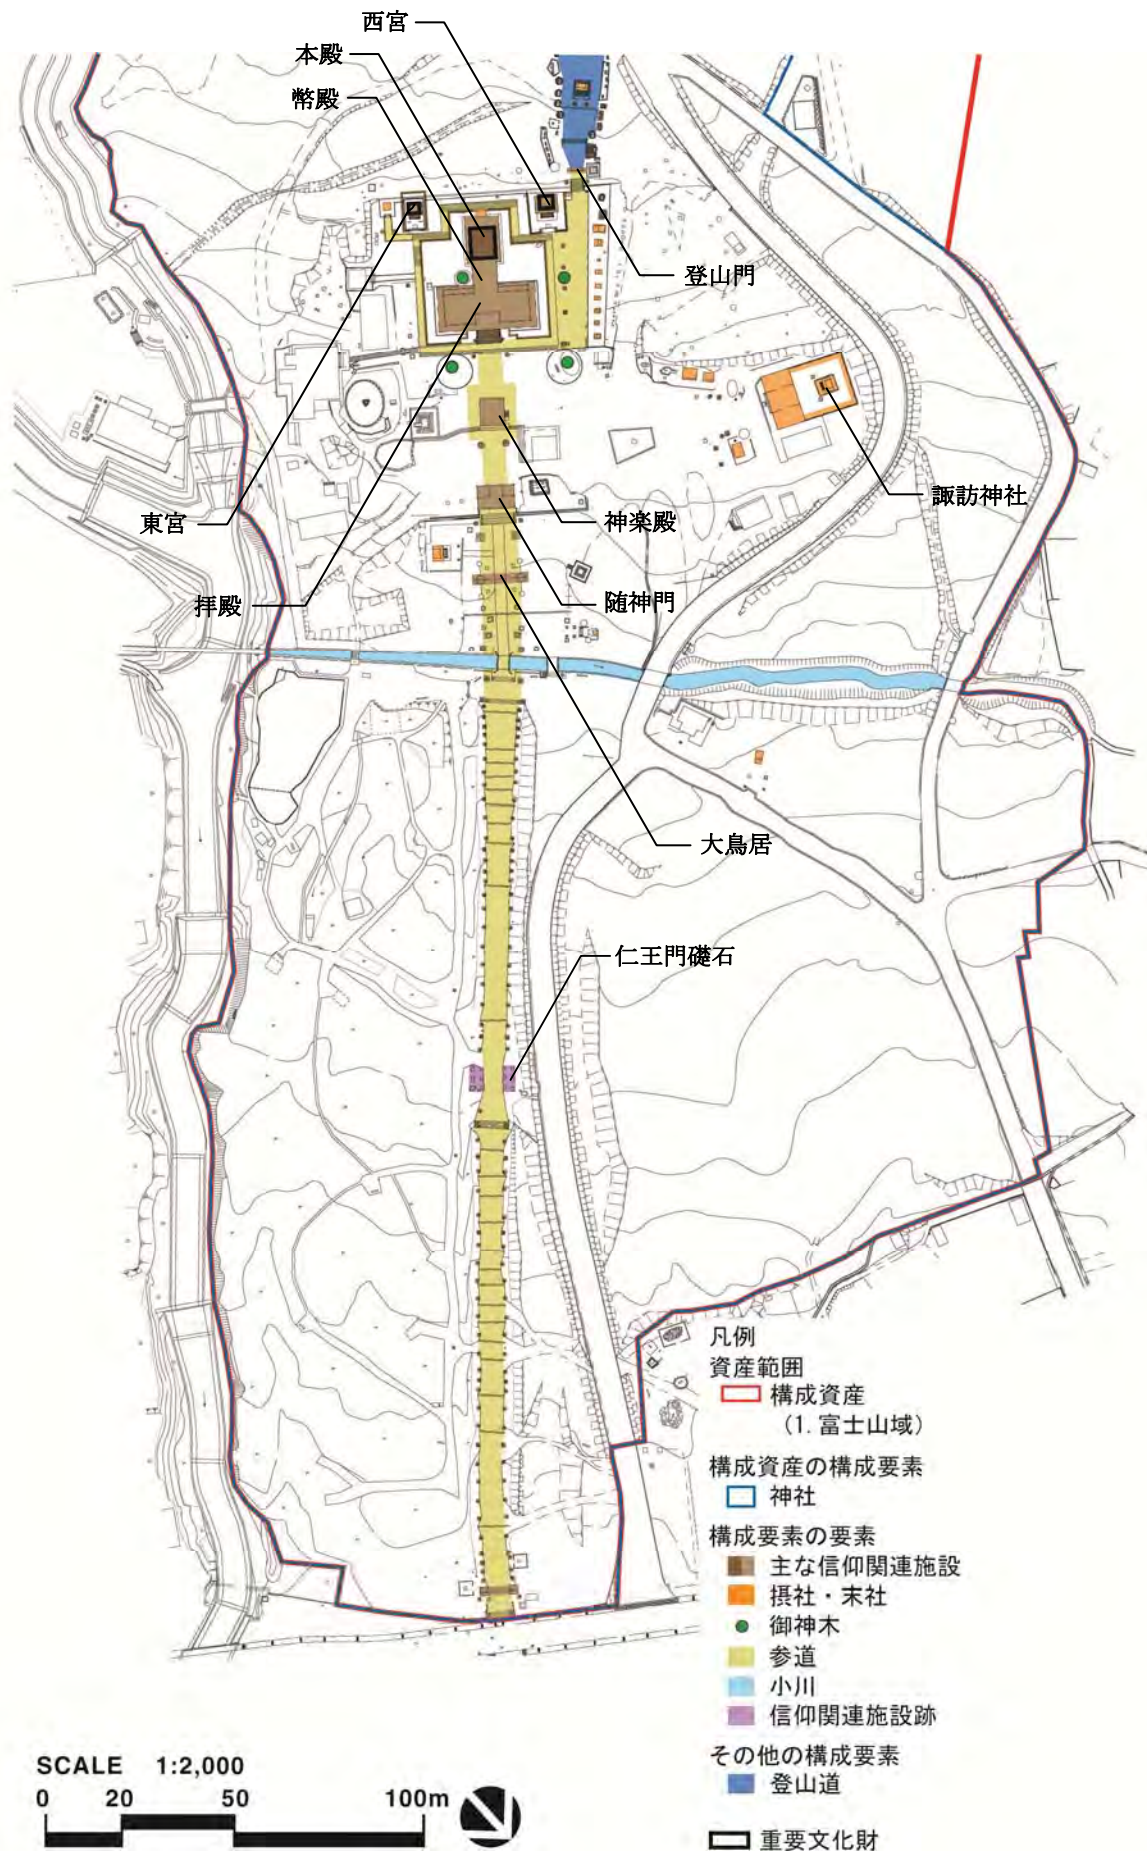 西宮
本殿
幣殿
登山門
諏訪神社
東宮
神楽殿
拝殿
随神門
大鳥居
仁王門礎石
凡例
資産範囲
構成資産
（1. 富士山域）
構成資産の構成要素
神社
構成要素の要素
主な信仰関連施設
摂社・末社
御神木
参道
小川
信仰関連施設跡
その他の構成要素
登山道
重要文化財
SCALE 1:2,000
0 20 50 100m